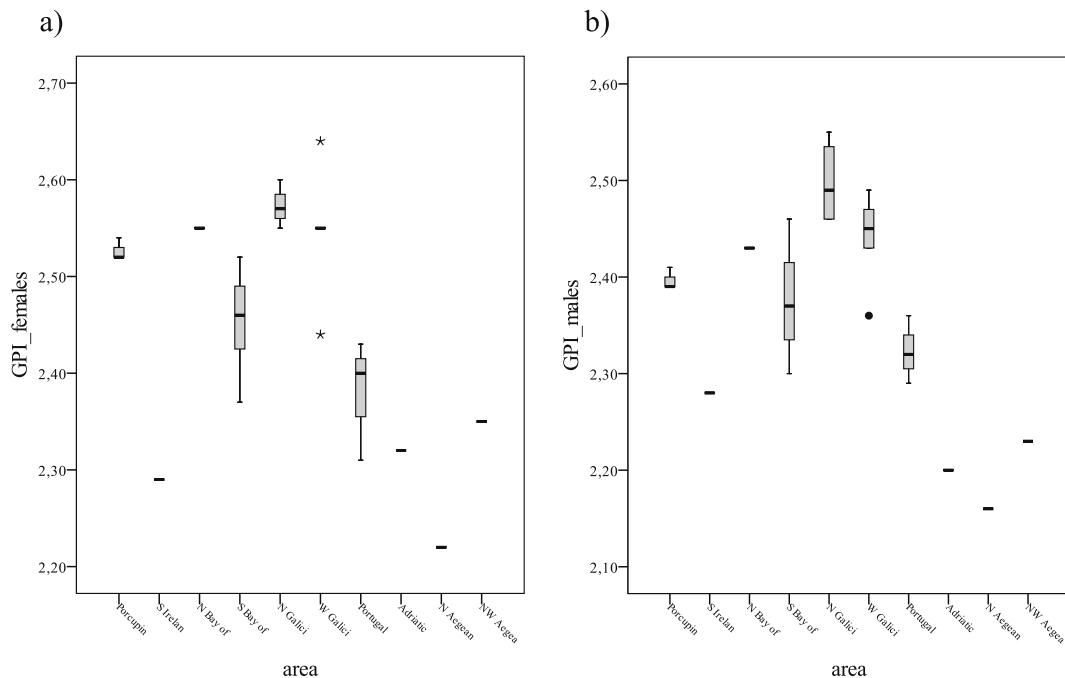 a)
2,70
2,60
2,50
2,40
2,30
2,20
GPI_females
Porcupin
S Irelan
N Bay of
S Bay of
N Galici
W Galici
Portugal
Adriatic
N Aegean
NW Aegea
area
b)
2,60
2,50
2,40
2,30
2,20
2,10
GPI_males
Porcupin
S Irelan
N Bay of
S Bay of
N Galici
W Galici
Portugal
Adriatic
N Aegean
NW Aegea
area